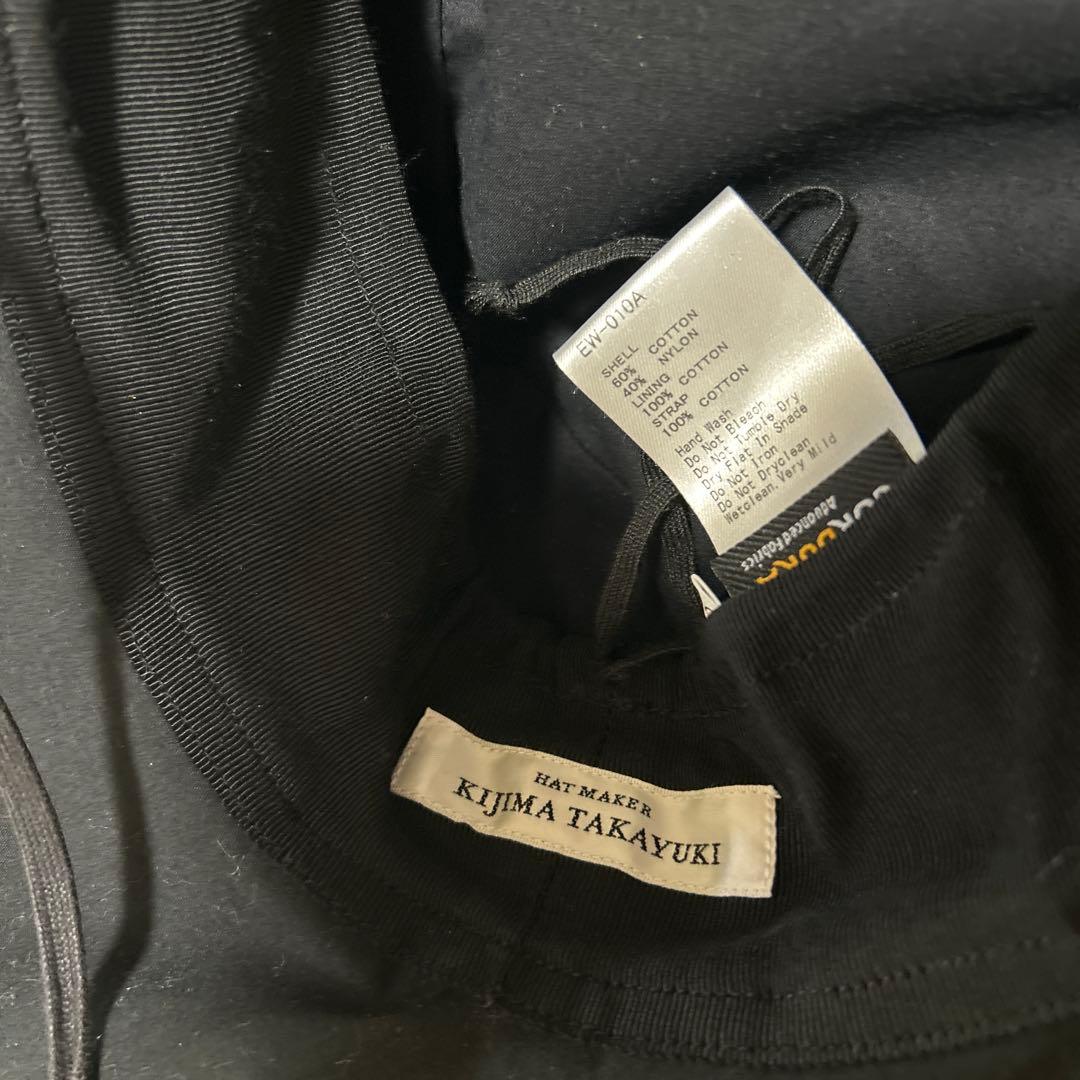 EW-010A
SHELL
60% COTTON
40% NYLON
LINING
100% COTTON
STRAP
100% COTTON
Hand Wash
Do Not Bleach
Do Not Tumble Dry
Dry Flat In Shade
Do Not Iron
Do Not Dryclean
Wetclean,Very Mild
Advanced Fabrics
HAT MAKER
KIJIMA TAKAYUKI